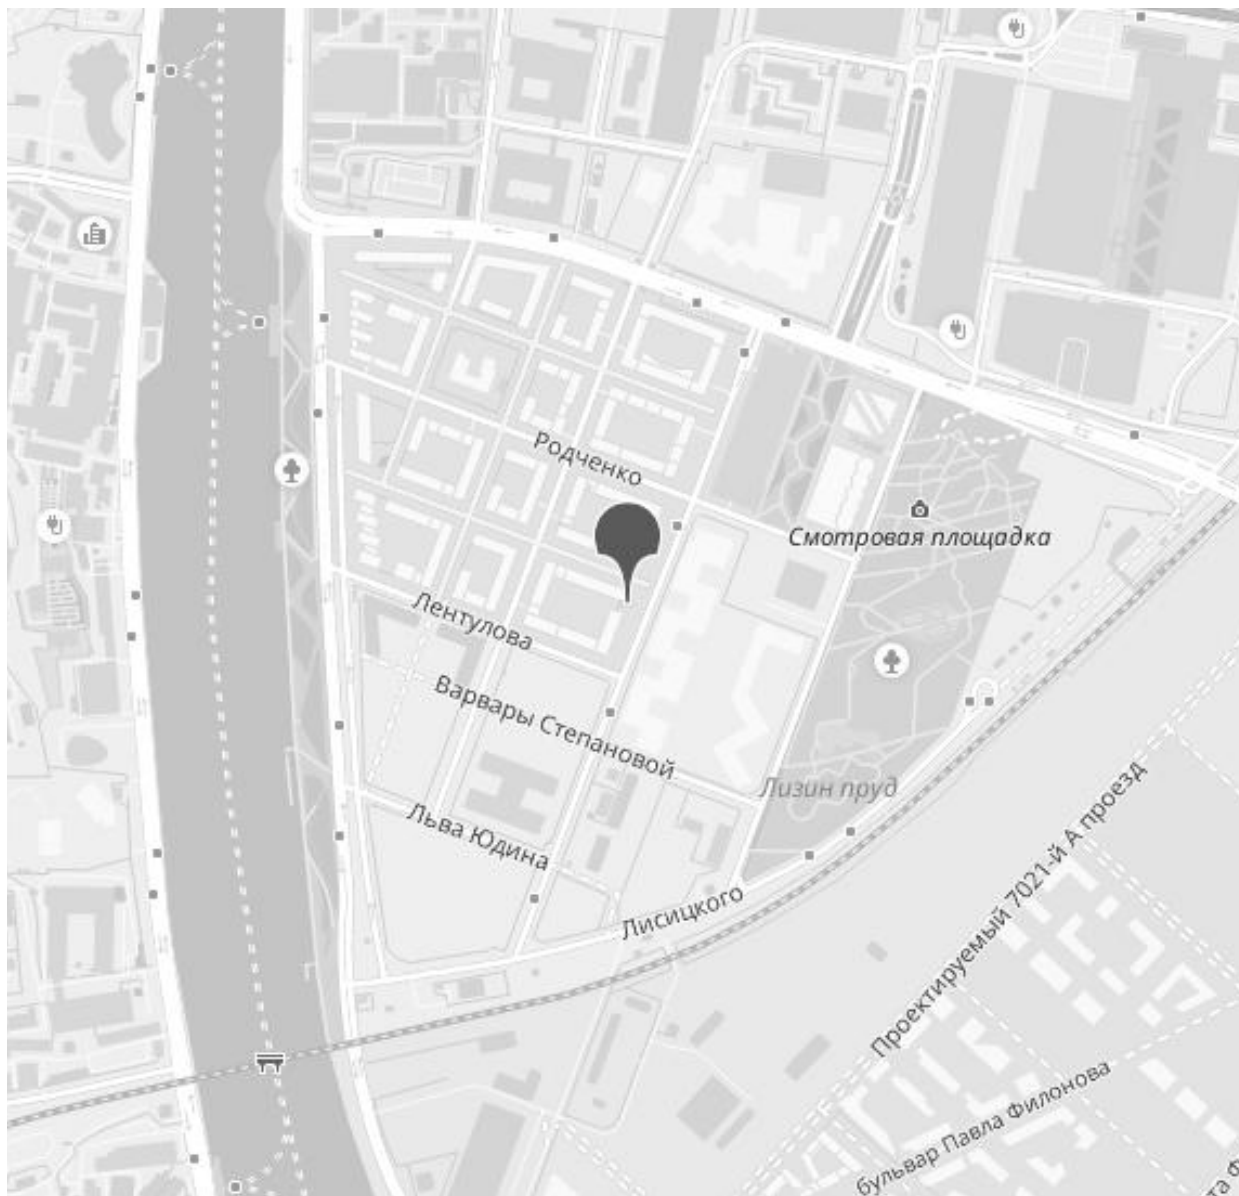 Родченко
Смотровая площадка
Лентулова
Варвары Степановой
Лизин пруд
Льва Юдина
Лисицкого
Проектируемый 7021-й А проезд
бульвар Павла Филонова